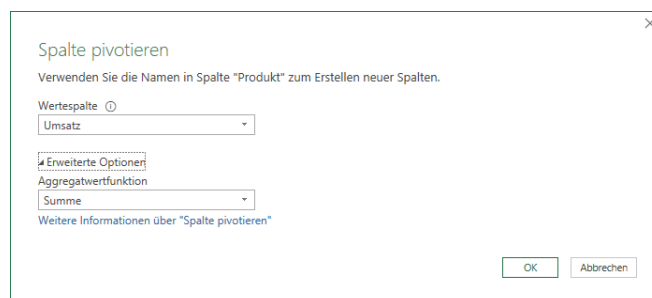 Spalte pivotieren
Verwenden Sie die Namen in Spalte "Produkt" zum Erstellen neuer Spalten.
Wertespalte
Umsatz
Erweiterte Optionen
Aggregatwertfunktion
Summe
Weitere Informationen über "Spalte pivotieren"
OK Abbrechen